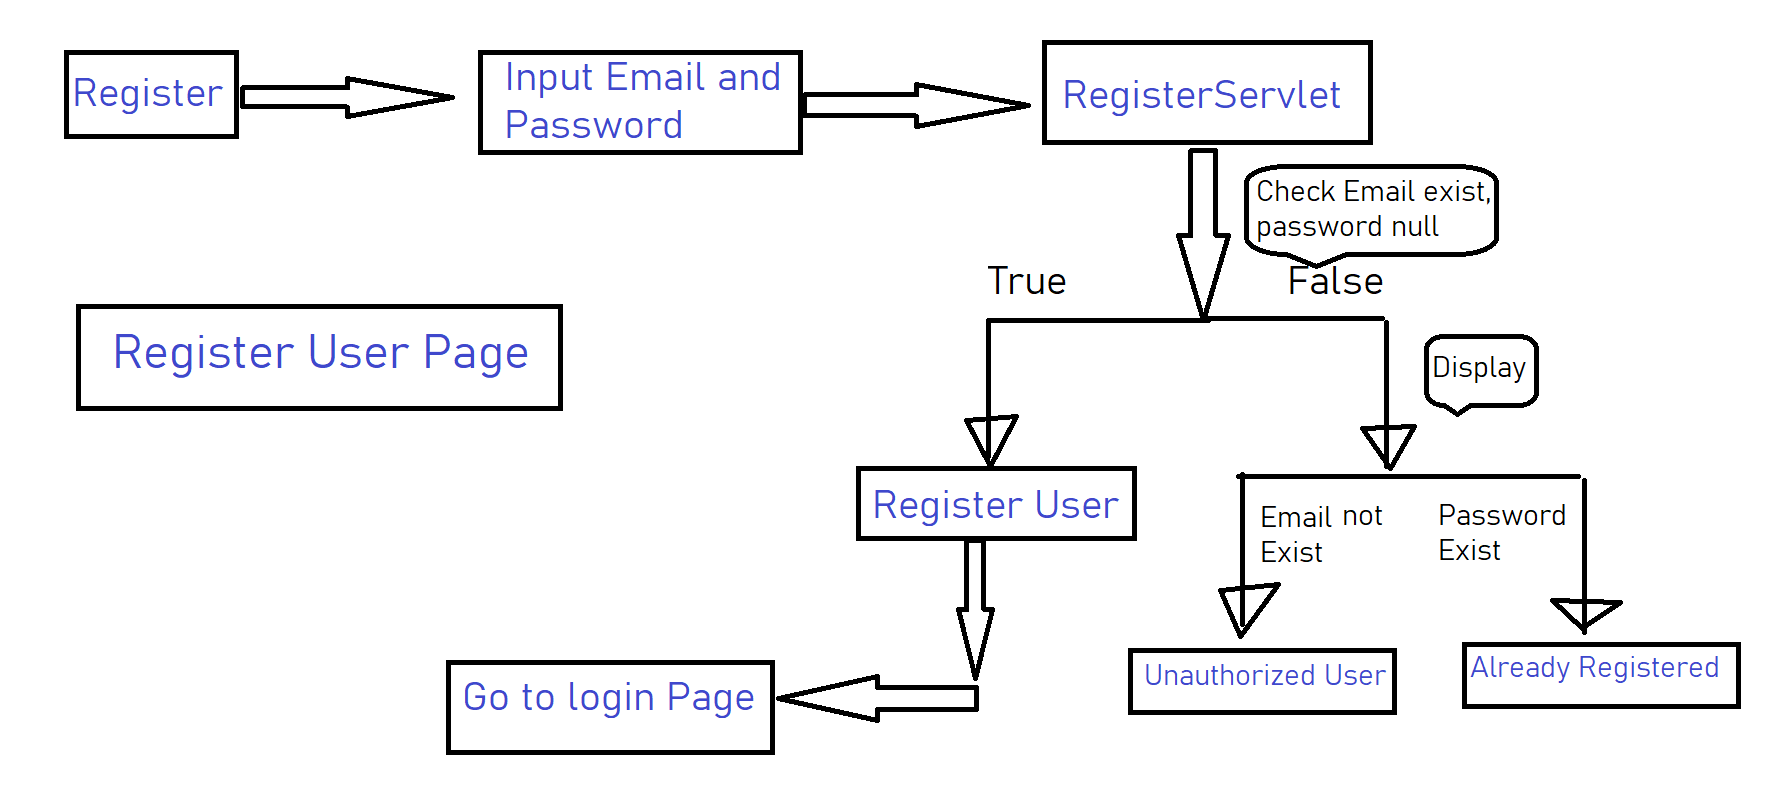 Register
Input Email and
Password
RegisterServlet
Check Email exist,
password null
True
False
Register User Page
Display
Register User
Email not
Exist
Password
Exist
Go to login Page
Unauthorized User
Already Registered